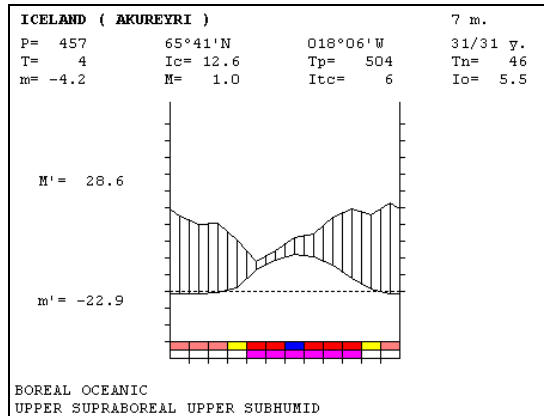 ICELAND ( AKUREYRI ) 7 m.
P= 457 65°41'N 018°06'W 31/31 y.
T= 4 Ic= 12.6 Tp= 504 Tn= 46
m= -4.2 M= 1.0 Itc= 6 Io= 5.5
M'= 28.6
m'= -22.9
BOREAL OCEANIC
UPPER SUPRABOREAL UPPER SUBHUMID